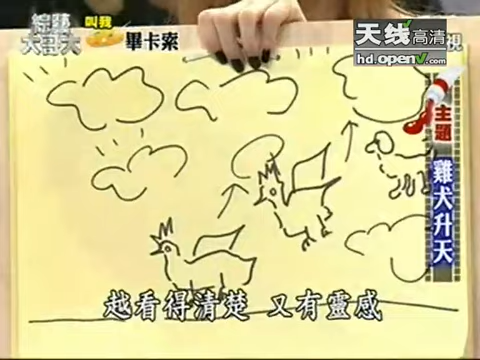 綜藝
大哥大
叫我
畢卡索
天线高清
hd.openv.com
視
主題
雞犬升天
越看得清楚 又有靈感